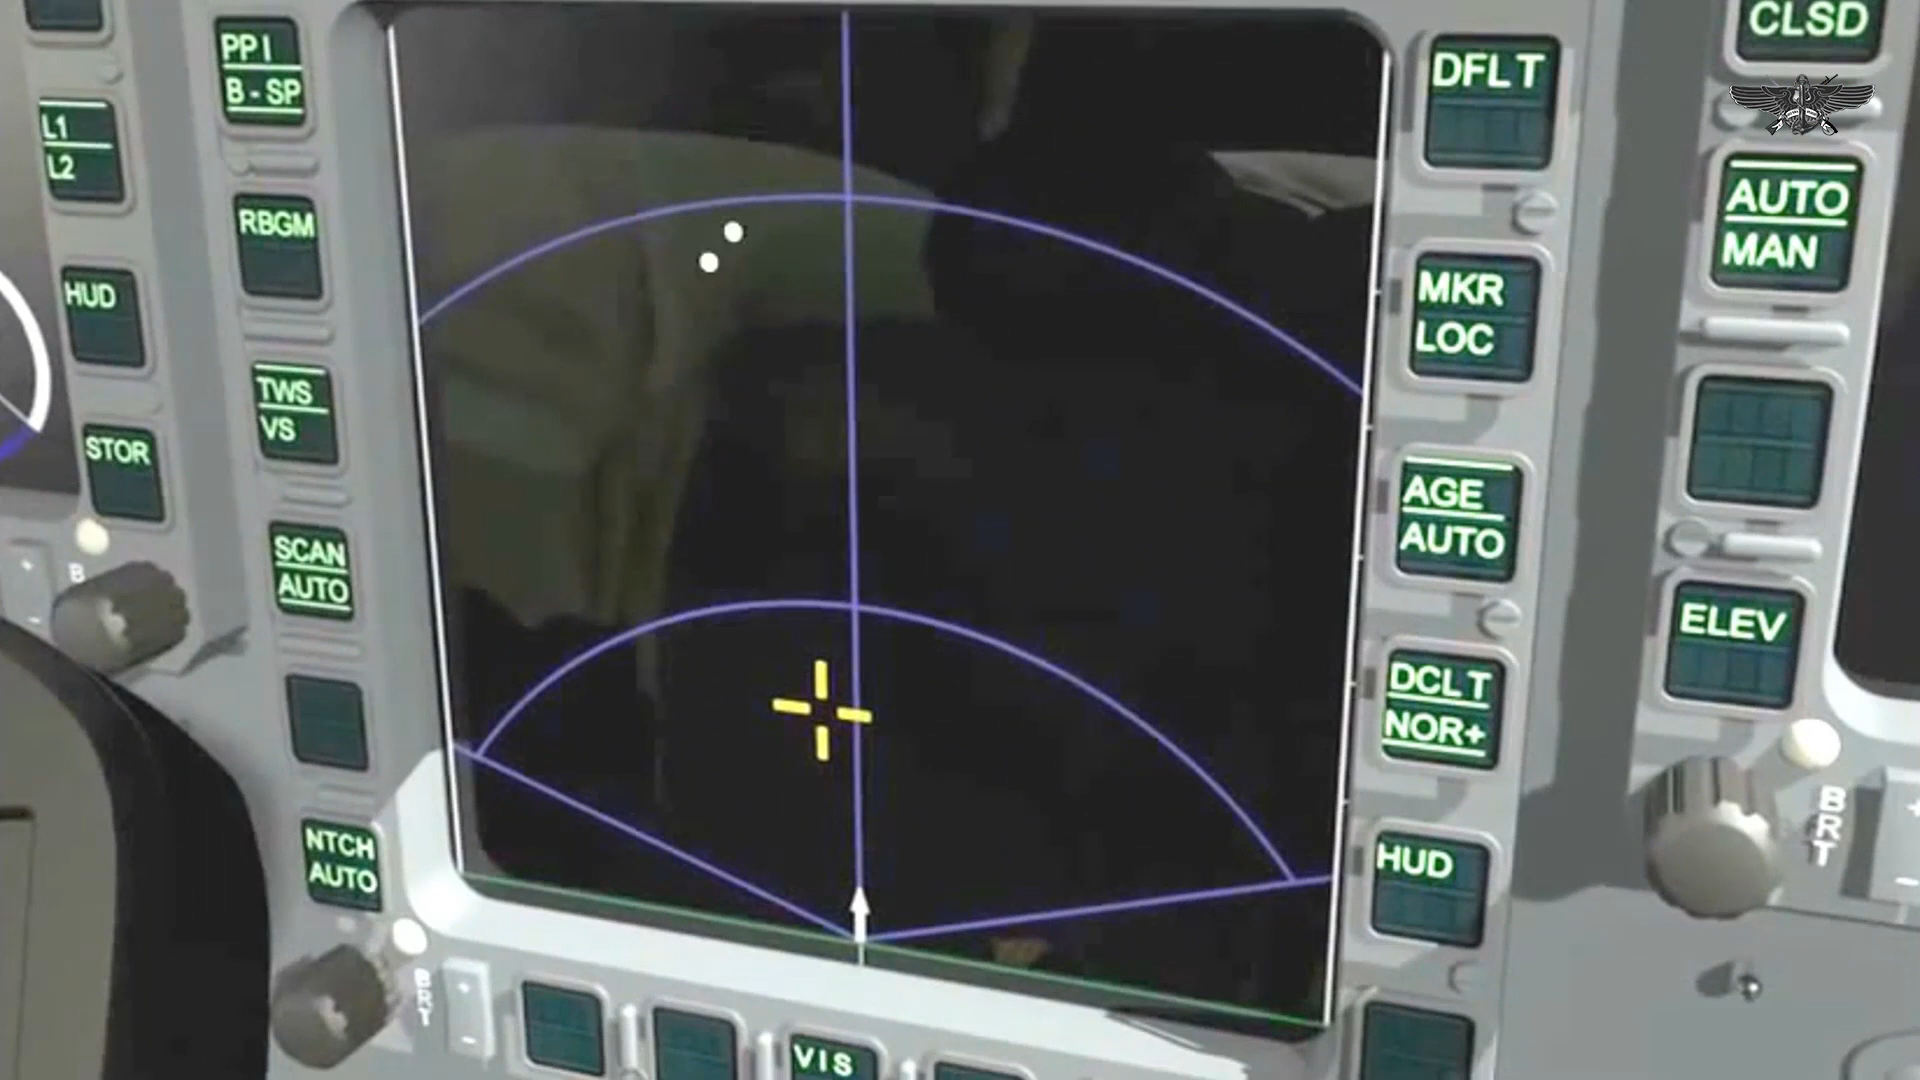 PPI
B-SP
L1
L2
RBGM
HUD
TWS
VS
STOR
SCAN
AUTO
B
NTCH
AUTO
BRT
VIS
DFLT
MKR
LOC
AGE
AUTO
DCLT
NOR+
HUD
CLSD
AUTO
MAN
ELEV
BRT